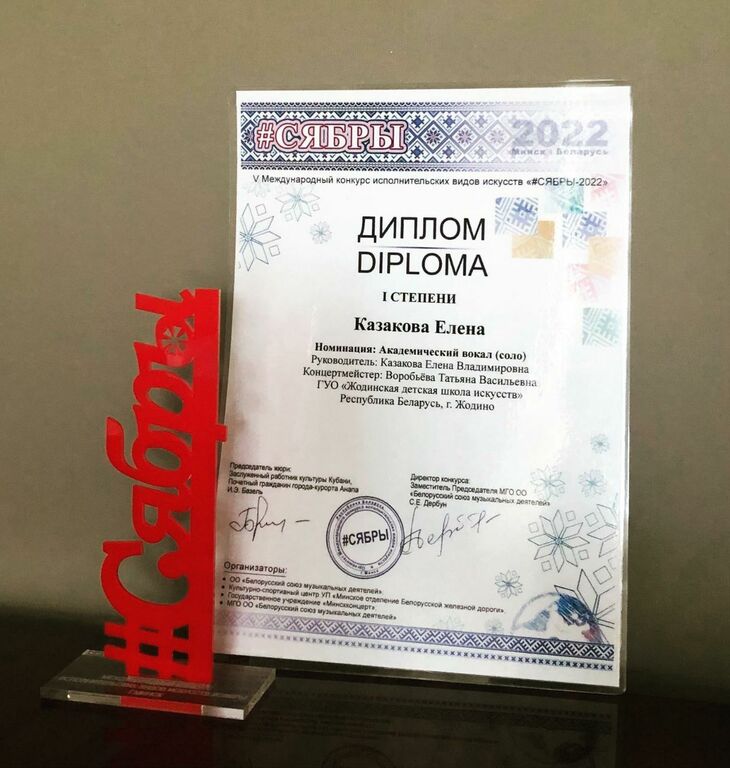 #СЯБРЫ
2022
Минск Беларусь
V Международный конкурс исполнительских видов искусств «#СЯБРЫ-2022»
ДИПЛОМ
DIPLOMA
I СТЕПЕНИ
Казакова Елена
Номинация: Академический вокал (соло)
Руководитель: Казакова Елена Владимировна
Концертмейстер: Воробьёва Татьяна Васильевна
ГУО «Жодинская детская школа искусств»
Республика Беларусь, г. Жодино
Председатель жюри:
Заслуженный работник культуры Кубани,
Почетный гражданин города-курорта Анапа
И.Э. Базель
Директор конкурса:
Заместитель Председателя МГО ОО
«Белорусский союз музыкальных деятелей»
С.Е. Дербун
#СЯБРЫ
Организаторы:
• ОО «Белорусский союз музыкальных деятелей»
• Культурно-спортивный центр УП «Минское отделение Белорусской железной дороги»
• Государственное учреждение «Минскконцерт»
• МГО ОО «Белорусский союз музыкальных деятелей»
#Сябры